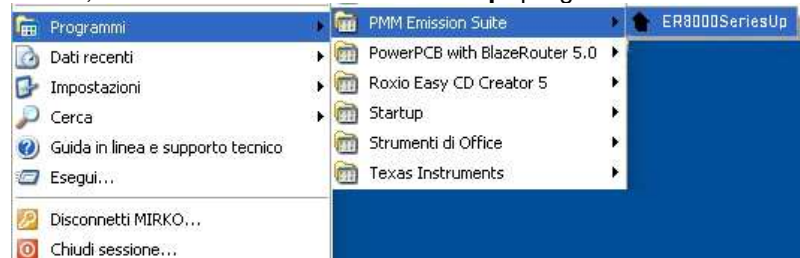 Programmi
Dati recenti
Impostazioni
Cerca
Guida in linea e supporto tecnico
Esegui...
Disconnetti MIRKO...
Chiudi sessione...
PMM Emission Suite
PowerPCB with BlazeRouter 5.0
Roxio Easy CD Creator 5
Startup
Strumenti di Office
Texas Instruments
ER8000SeriesUp